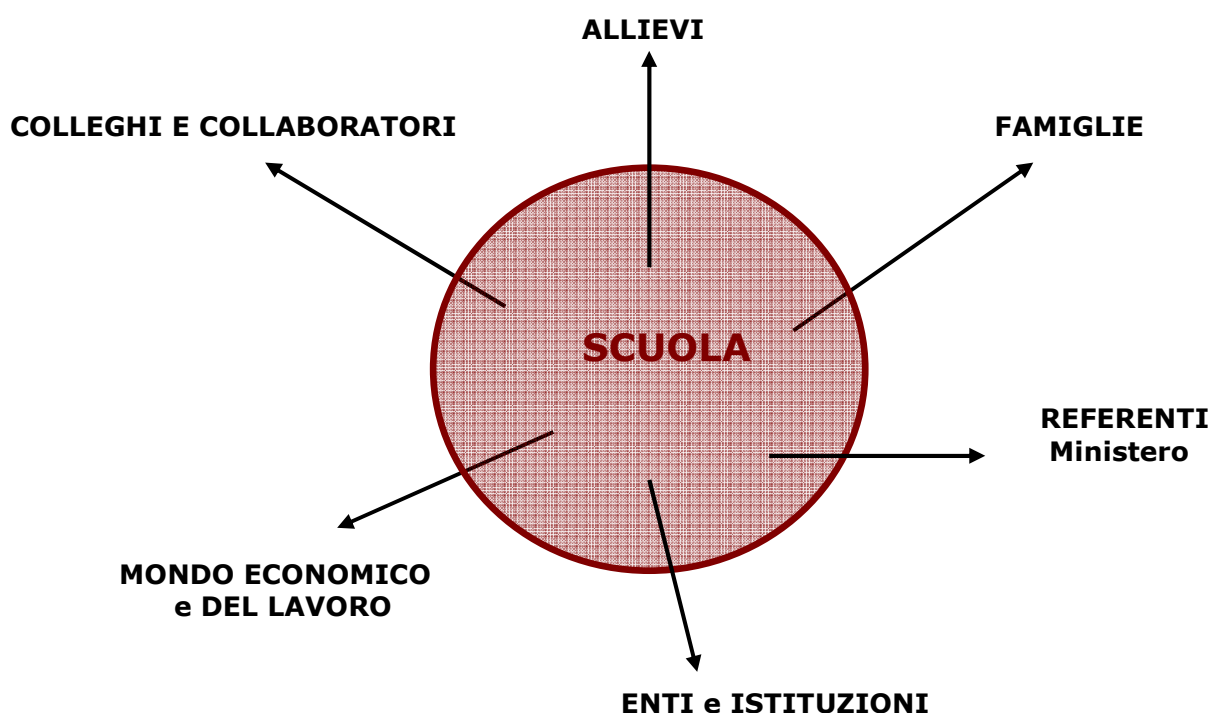 ALLIEVI
COLLEGHI E COLLABORATORI
FAMIGLIE
SCUOLA
REFERENTI
Ministero
MONDO ECONOMICO
e DEL LAVORO
ENTI e ISTITUZIONI